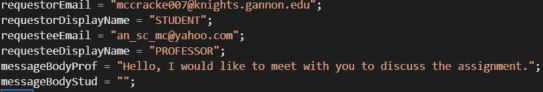 requestorEmail = "mccracke007@knights.gannon.edu";
requestorDisplayName = "STUDENT";
requesteeEmail = "an_sc_mc@yahoo.com";
requesteeDisplayName = "PROFESSOR";
messageBodyProf = "Hello, I would like to meet with you to discuss the assignment.";
messageBodyStud = "";